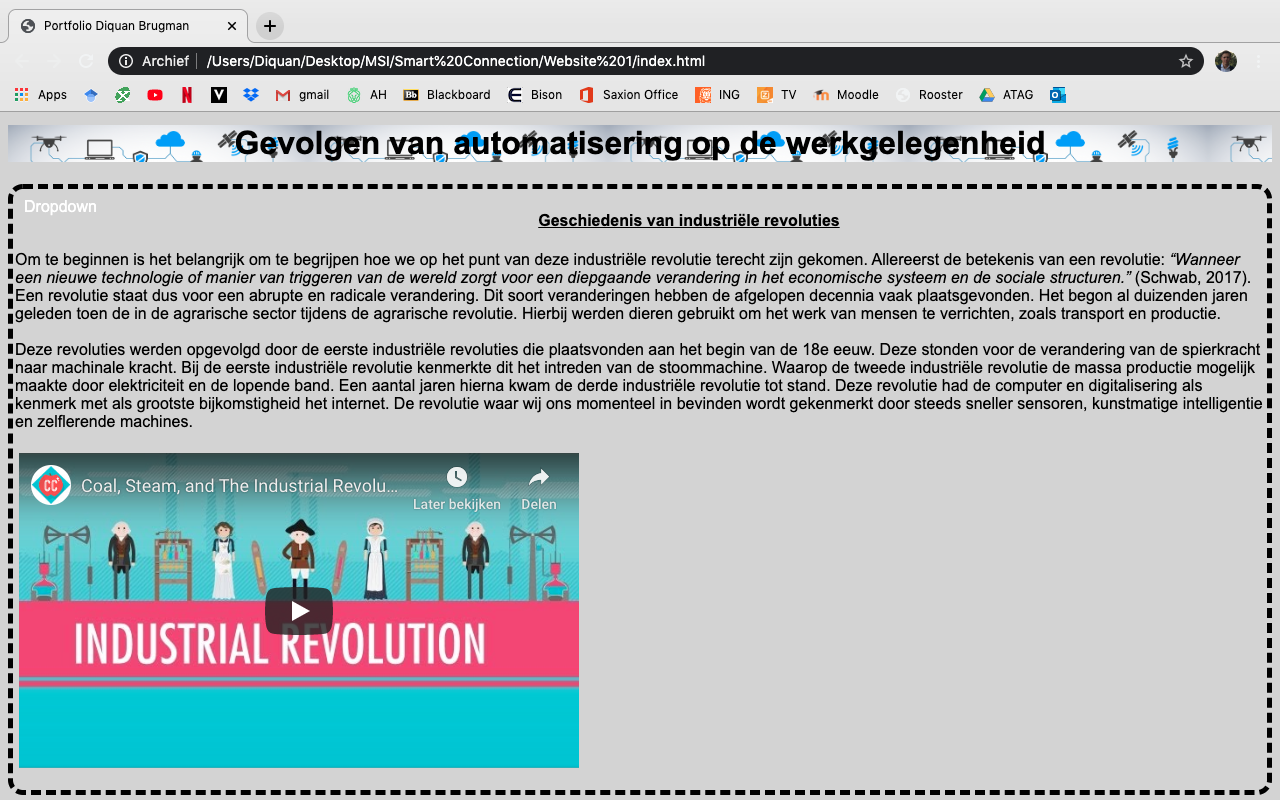 Portfolio Diquan Brugman
Archief /Users/Diquan/Desktop/MSI/Smart%20Connection/Website%201/index.html
Apps gmail AH Bb Blackboard Bison Saxion Office ING TV Moodle Rooster ATAG
Gevolgen van automatisering op de werkgelegenheid
Dropdown
Geschiedenis van industriële revoluties
Om te beginnen is het belangrijk om te begrijpen hoe we op het punt van deze industriële revolutie terecht zijn gekomen. Allereerst de betekenis van een revolutie: “Wanneer
een nieuwe technologie of manier van triggeren van de wereld zorgt voor een diepgaande verandering in het economische systeem en de sociale structuren.” (Schwab, 2017).
Een revolutie staat dus voor een abrupte en radicale verandering. Dit soort veranderingen hebben de afgelopen decennia vaak plaatsgevonden. Het begon al duizenden jaren
geleden toen de in de agrarische sector tijdens de agrarische revolutie. Hierbij werden dieren gebruikt om het werk van mensen te verrichten, zoals transport en productie.
Deze revoluties werden opgevolgd door de eerste industriële revoluties die plaatsvonden aan het begin van de 18e eeuw. Deze stonden voor de verandering van de spierkracht
naar machinale kracht. Bij de eerste industriële revolutie kenmerkte dit het intreden van de stoommachine. Waarop de tweede industriële revolutie de massa productie mogelijk
maakte door elektriciteit en de lopende band. Een aantal jaren hierna kwam de derde industriële revolutie tot stand. Deze revolutie had de computer en digitalisering als
kenmerk met als grootste bijkomstigheid het internet. De revolutie waar wij ons momenteel in bevinden wordt gekenmerkt door steeds sneller sensoren, kunstmatige intelligentie
en zelflerende machines.
CC
Coal, Steam, and The Industrial Revolu...
Later bekijken
Delen
INDUSTRIAL REVOLUTION